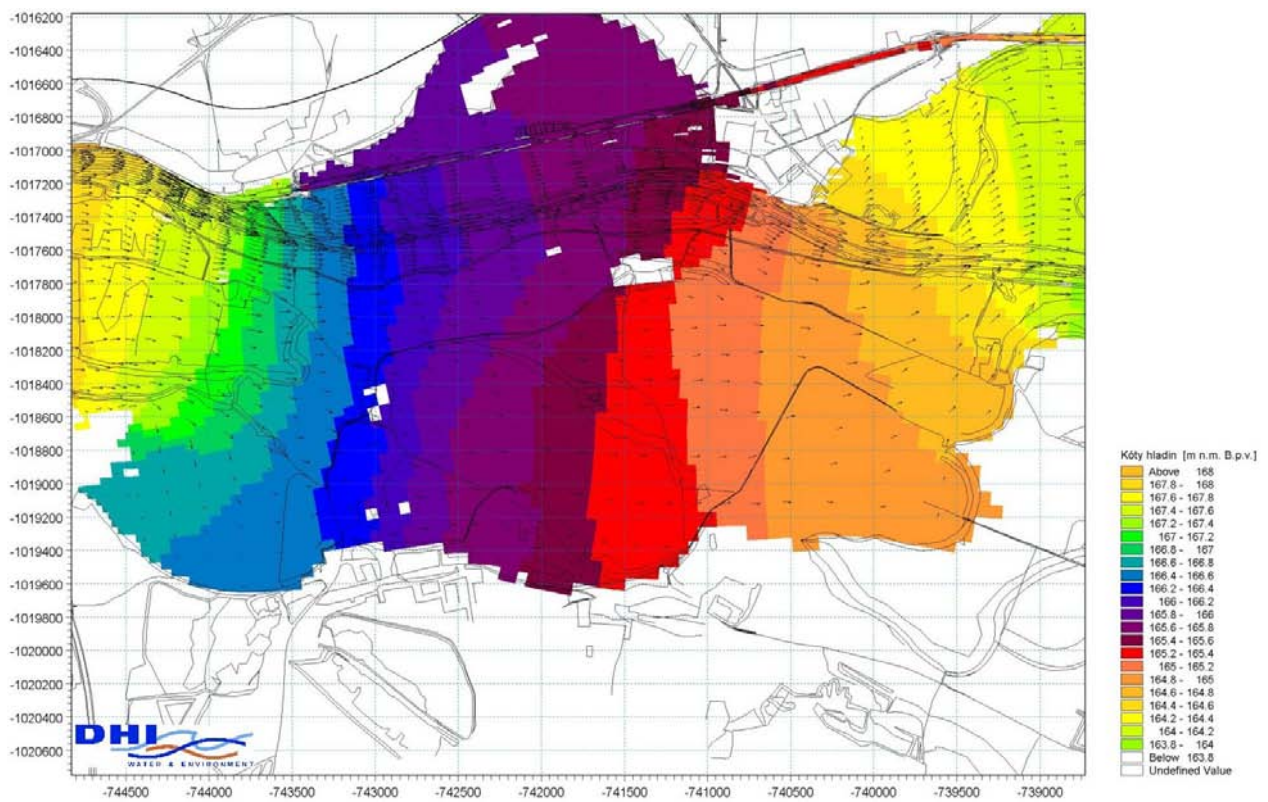 -1016200
-1016400
-1016600
-1016800
-1017000
-1017200
-1017400
-1017600
-1017800
-1018000
-1018200
-1018400
-1018600
-1018800
-1019000
-1019200
-1019400
-1019600
-1019800
-1020000
-1020200
-1020400
-1020600
DHI
WATER & ENVIRONMENT
-744500 -744000 -743500 -743000 -742500 -742000 -741500 -741000 -740500 -740000 -739500 -739000
Kóty hladin [m n.m. B.p.v.]
Above 168
167.8 - 168
167.6 - 167.8
167.4 - 167.6
167.2 - 167.4
167 - 167.2
166.8 - 167
166.6 - 166.8
166.4 - 166.6
166.2 - 166.4
166 - 166.2
165.8 - 166
165.6 - 165.8
165.4 - 165.6
165.2 - 165.4
165 - 165.2
164.8 - 165
164.6 - 164.8
164.4 - 164.6
164.2 - 164.4
164 - 164.2
163.8 - 164
Below 163.8
Undefined Value